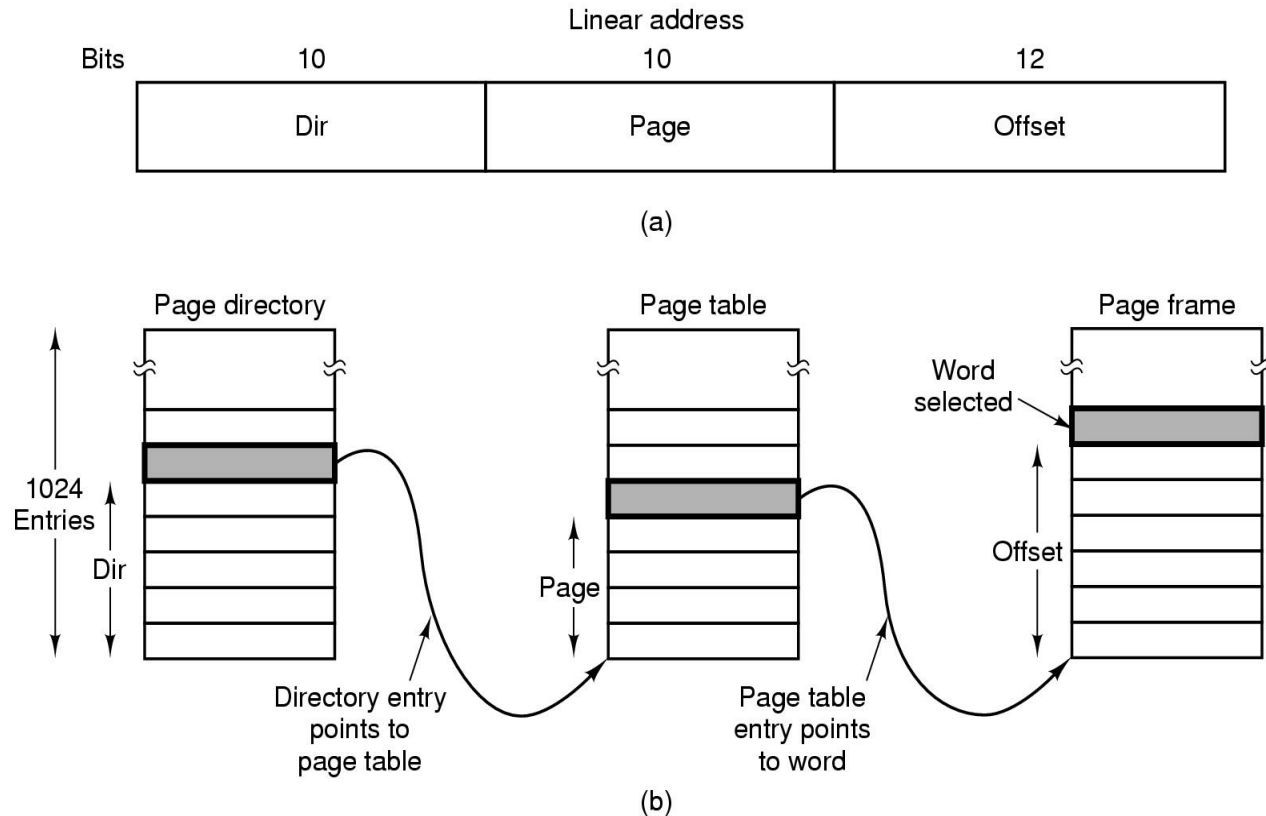 Linear address
Bits 10 10 12
Dir Page Offset
(a)
Page directory Page table Page frame
Word
selected
1024
Entries
Dir
Page
Offset
Directory entry
points to
page table
Page table
entry points
to word
(b)